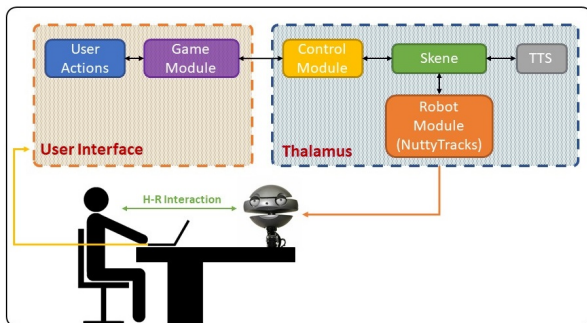 User
Actions
Game
Module
Control
Module
Skene
TTS
Robot
Module
(NuttyTracks)
User Interface
Thalamus
H-R Interaction